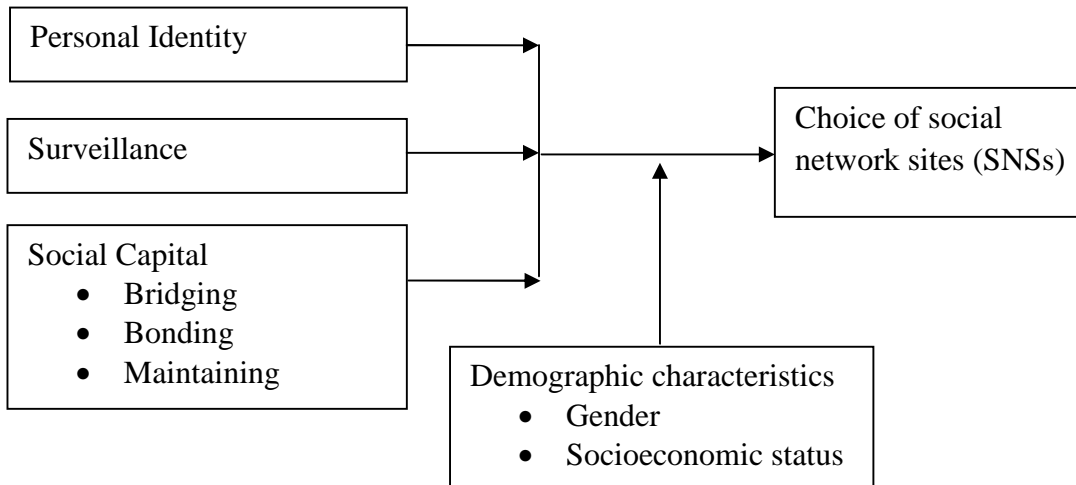 Personal Identity
Surveillance
Social Capital
• Bridging
• Bonding
• Maintaining
Choice of social
network sites (SNSs)
Demographic characteristics
• Gender
• Socioeconomic status